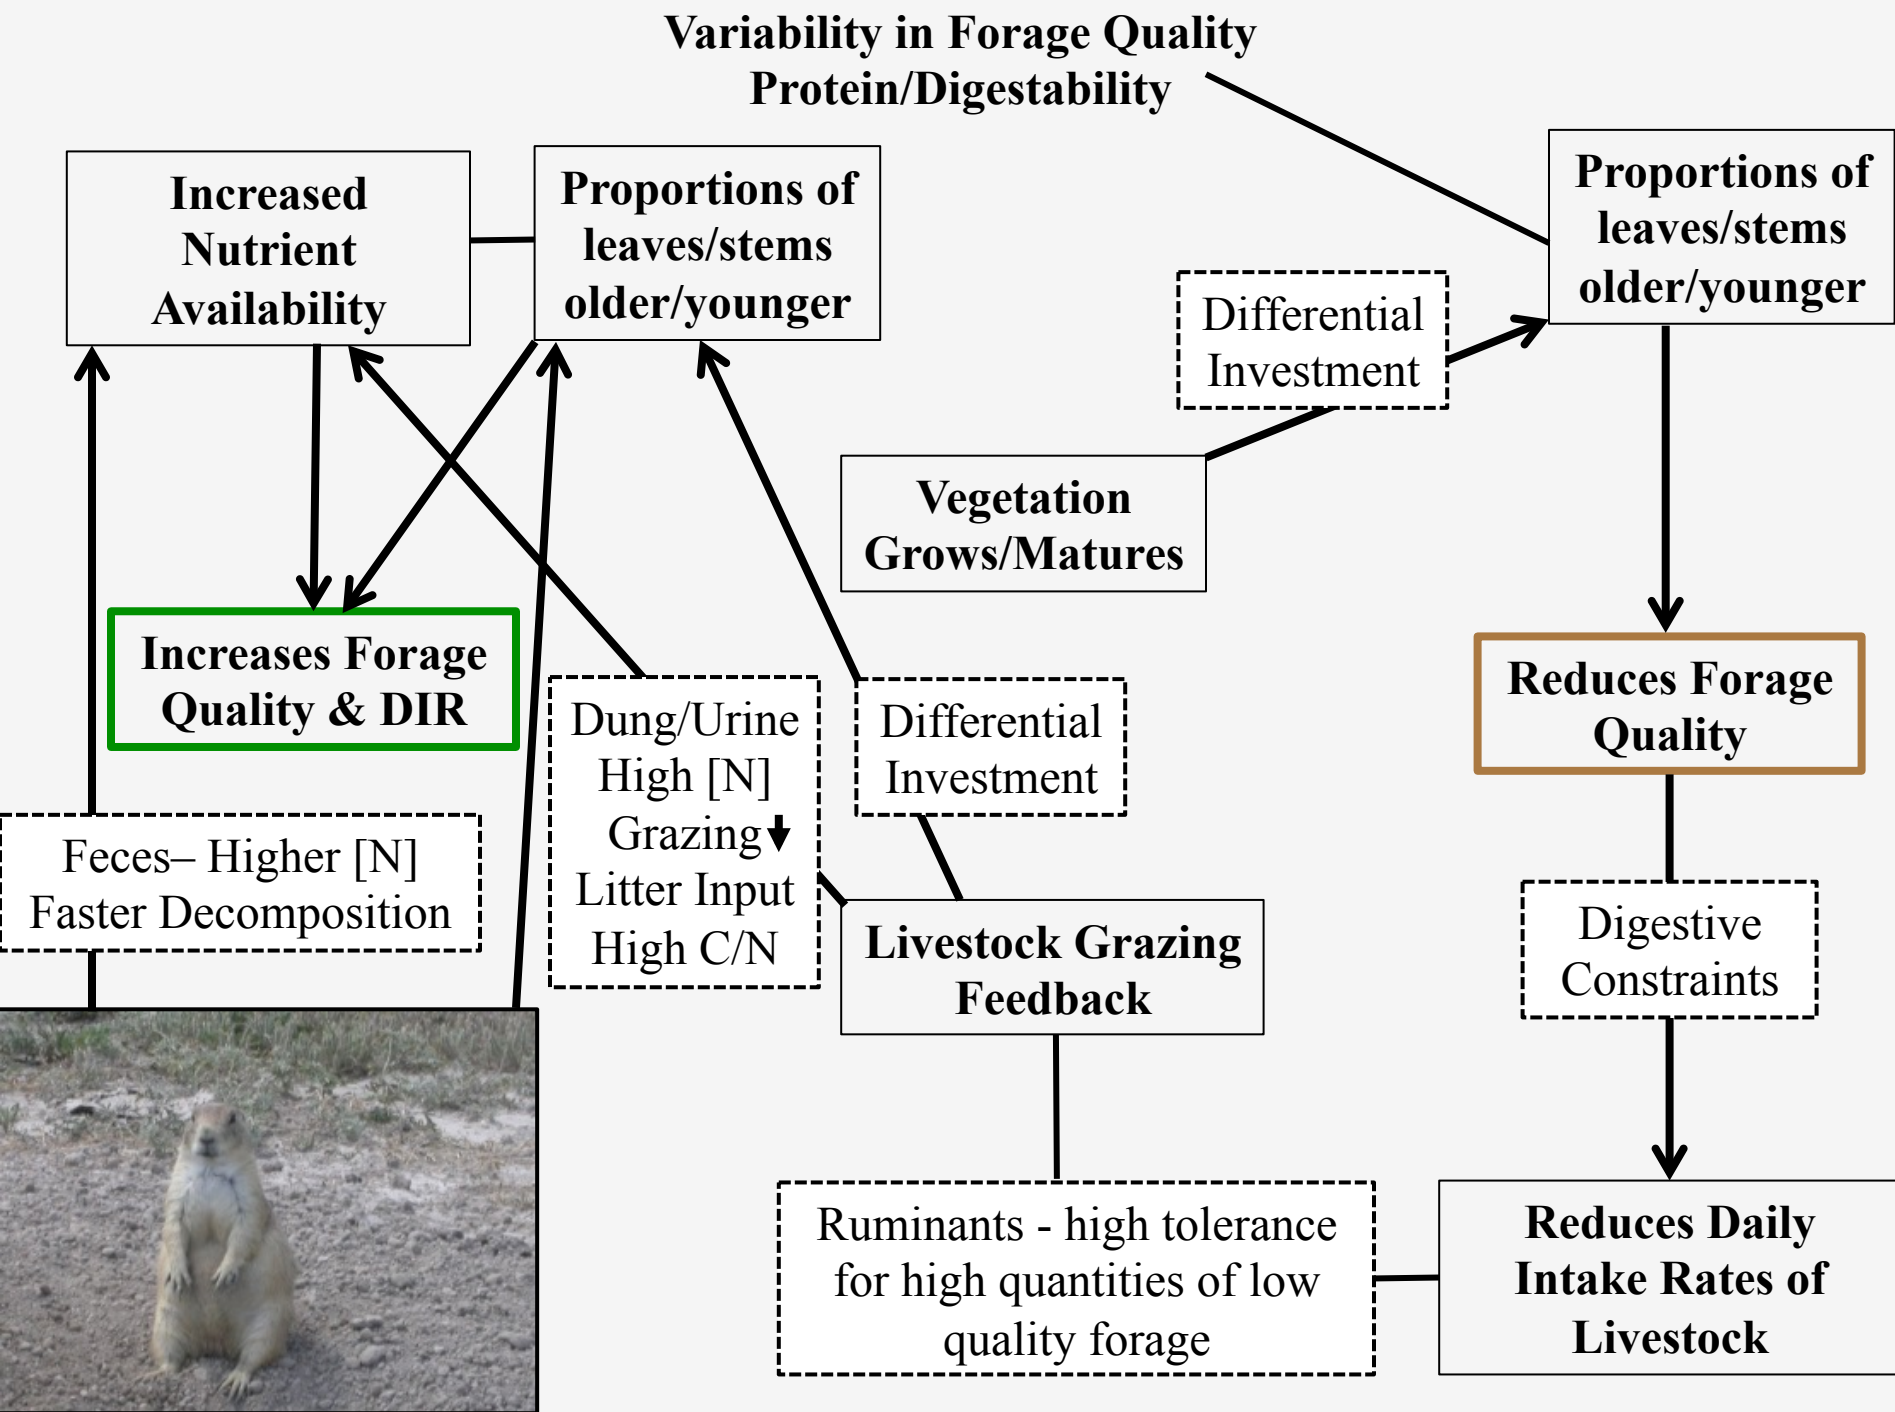 Variability in Forage Quality
Protein/Digestability
Increased
Nutrient
Availability
Proportions of
leaves/stems
older/younger
Proportions of
leaves/stems
older/younger
Differential
Investment
Vegetation
Grows/Matures
Increases Forage
Quality & DIR
Dung/Urine
High [N]
Grazing⬇
Litter Input
High C/N
Differential
Investment
Reduces Forage
Quality
Feces– Higher [N]
Faster Decomposition
Livestock Grazing
Feedback
Digestive
Constraints
Ruminants - high tolerance
for high quantities of low
quality forage
Reduces Daily
Intake Rates of
Livestock